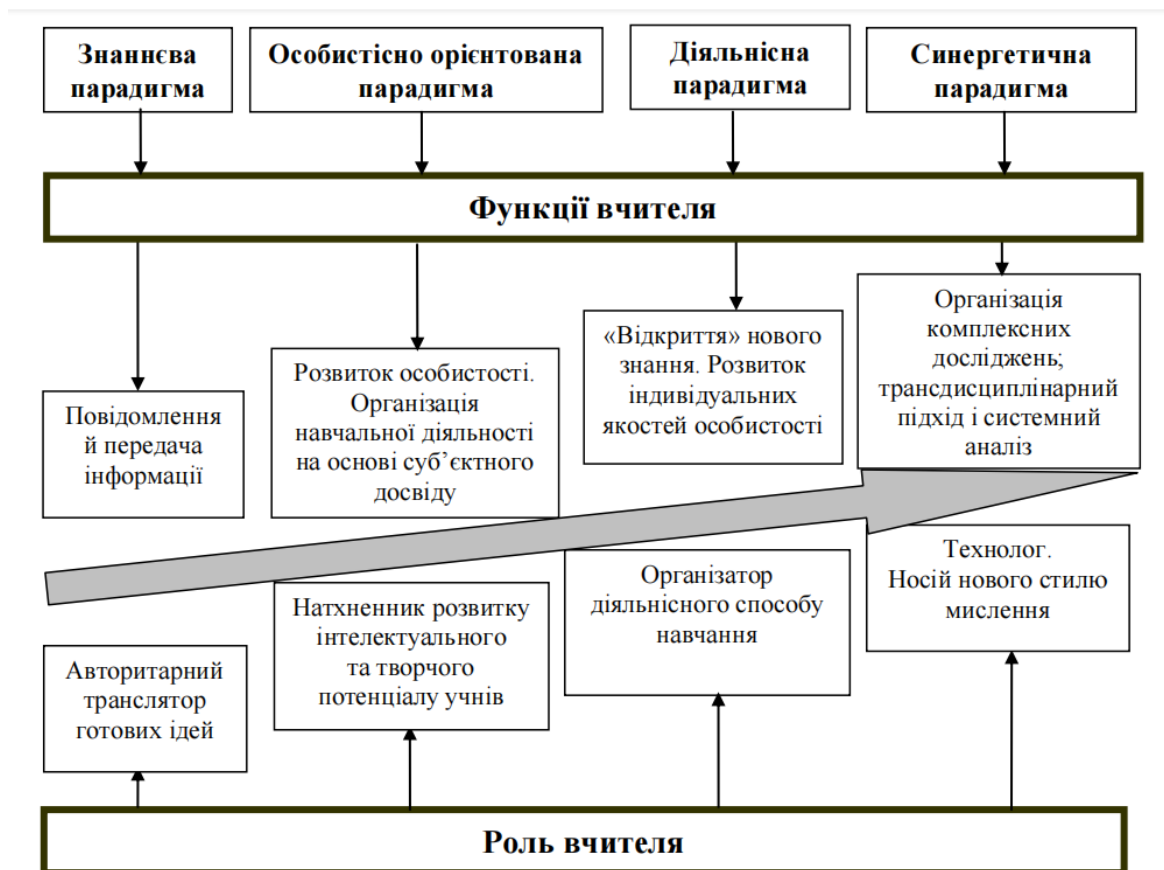 Знаннєва
парадигма
Особистісно орієнтована
парадигма
Діяльнісна
парадигма
Синергетична
парадигма
Функції вчителя
Повідомлення
й передача
інформації
Розвиток особистості.
Організація
навчальної діяльності
на основі суб’єктного
досвіду
«Відкриття» нового
знання. Розвиток
індивідуальних
якостей особистості
Організація
комплексних
досліджень;
трансдисциплінарний
підхід і системний
аналіз
Авторитарний
транслятор
готових ідей
Натхненник розвитку
інтелектуального
та творчого
потенціалу учнів
Організатор
діяльнісного способу
навчання
Технолог.
Носій нового стилю
мислення
Роль вчителя